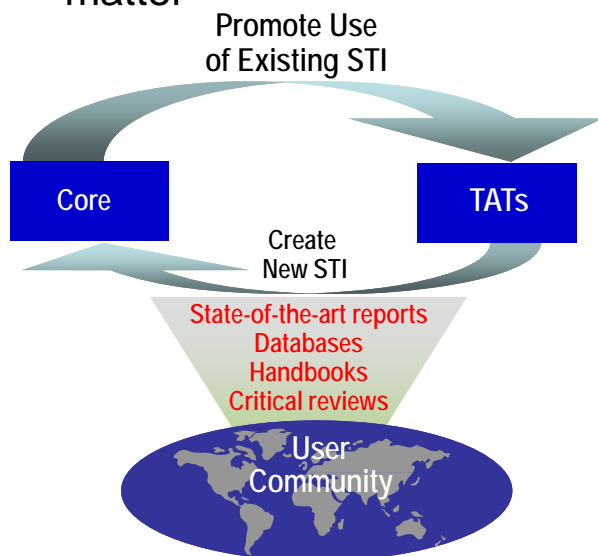 matter
Promote Use
of Existing STI
Core
TATs
Create
New STI
State-of-the-art reports
Databases
Handbooks
Critical reviews
User
Community